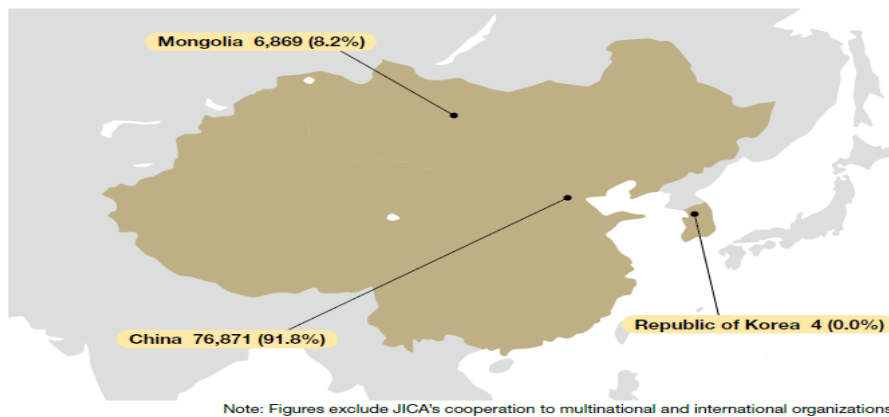 Mongolia 6,869 (8.2%)
China 76,871 (91.8%)
Republic of Korea 4 (0.0%)
Note: Figures exclude JICA's cooperation to multinational and international organizations